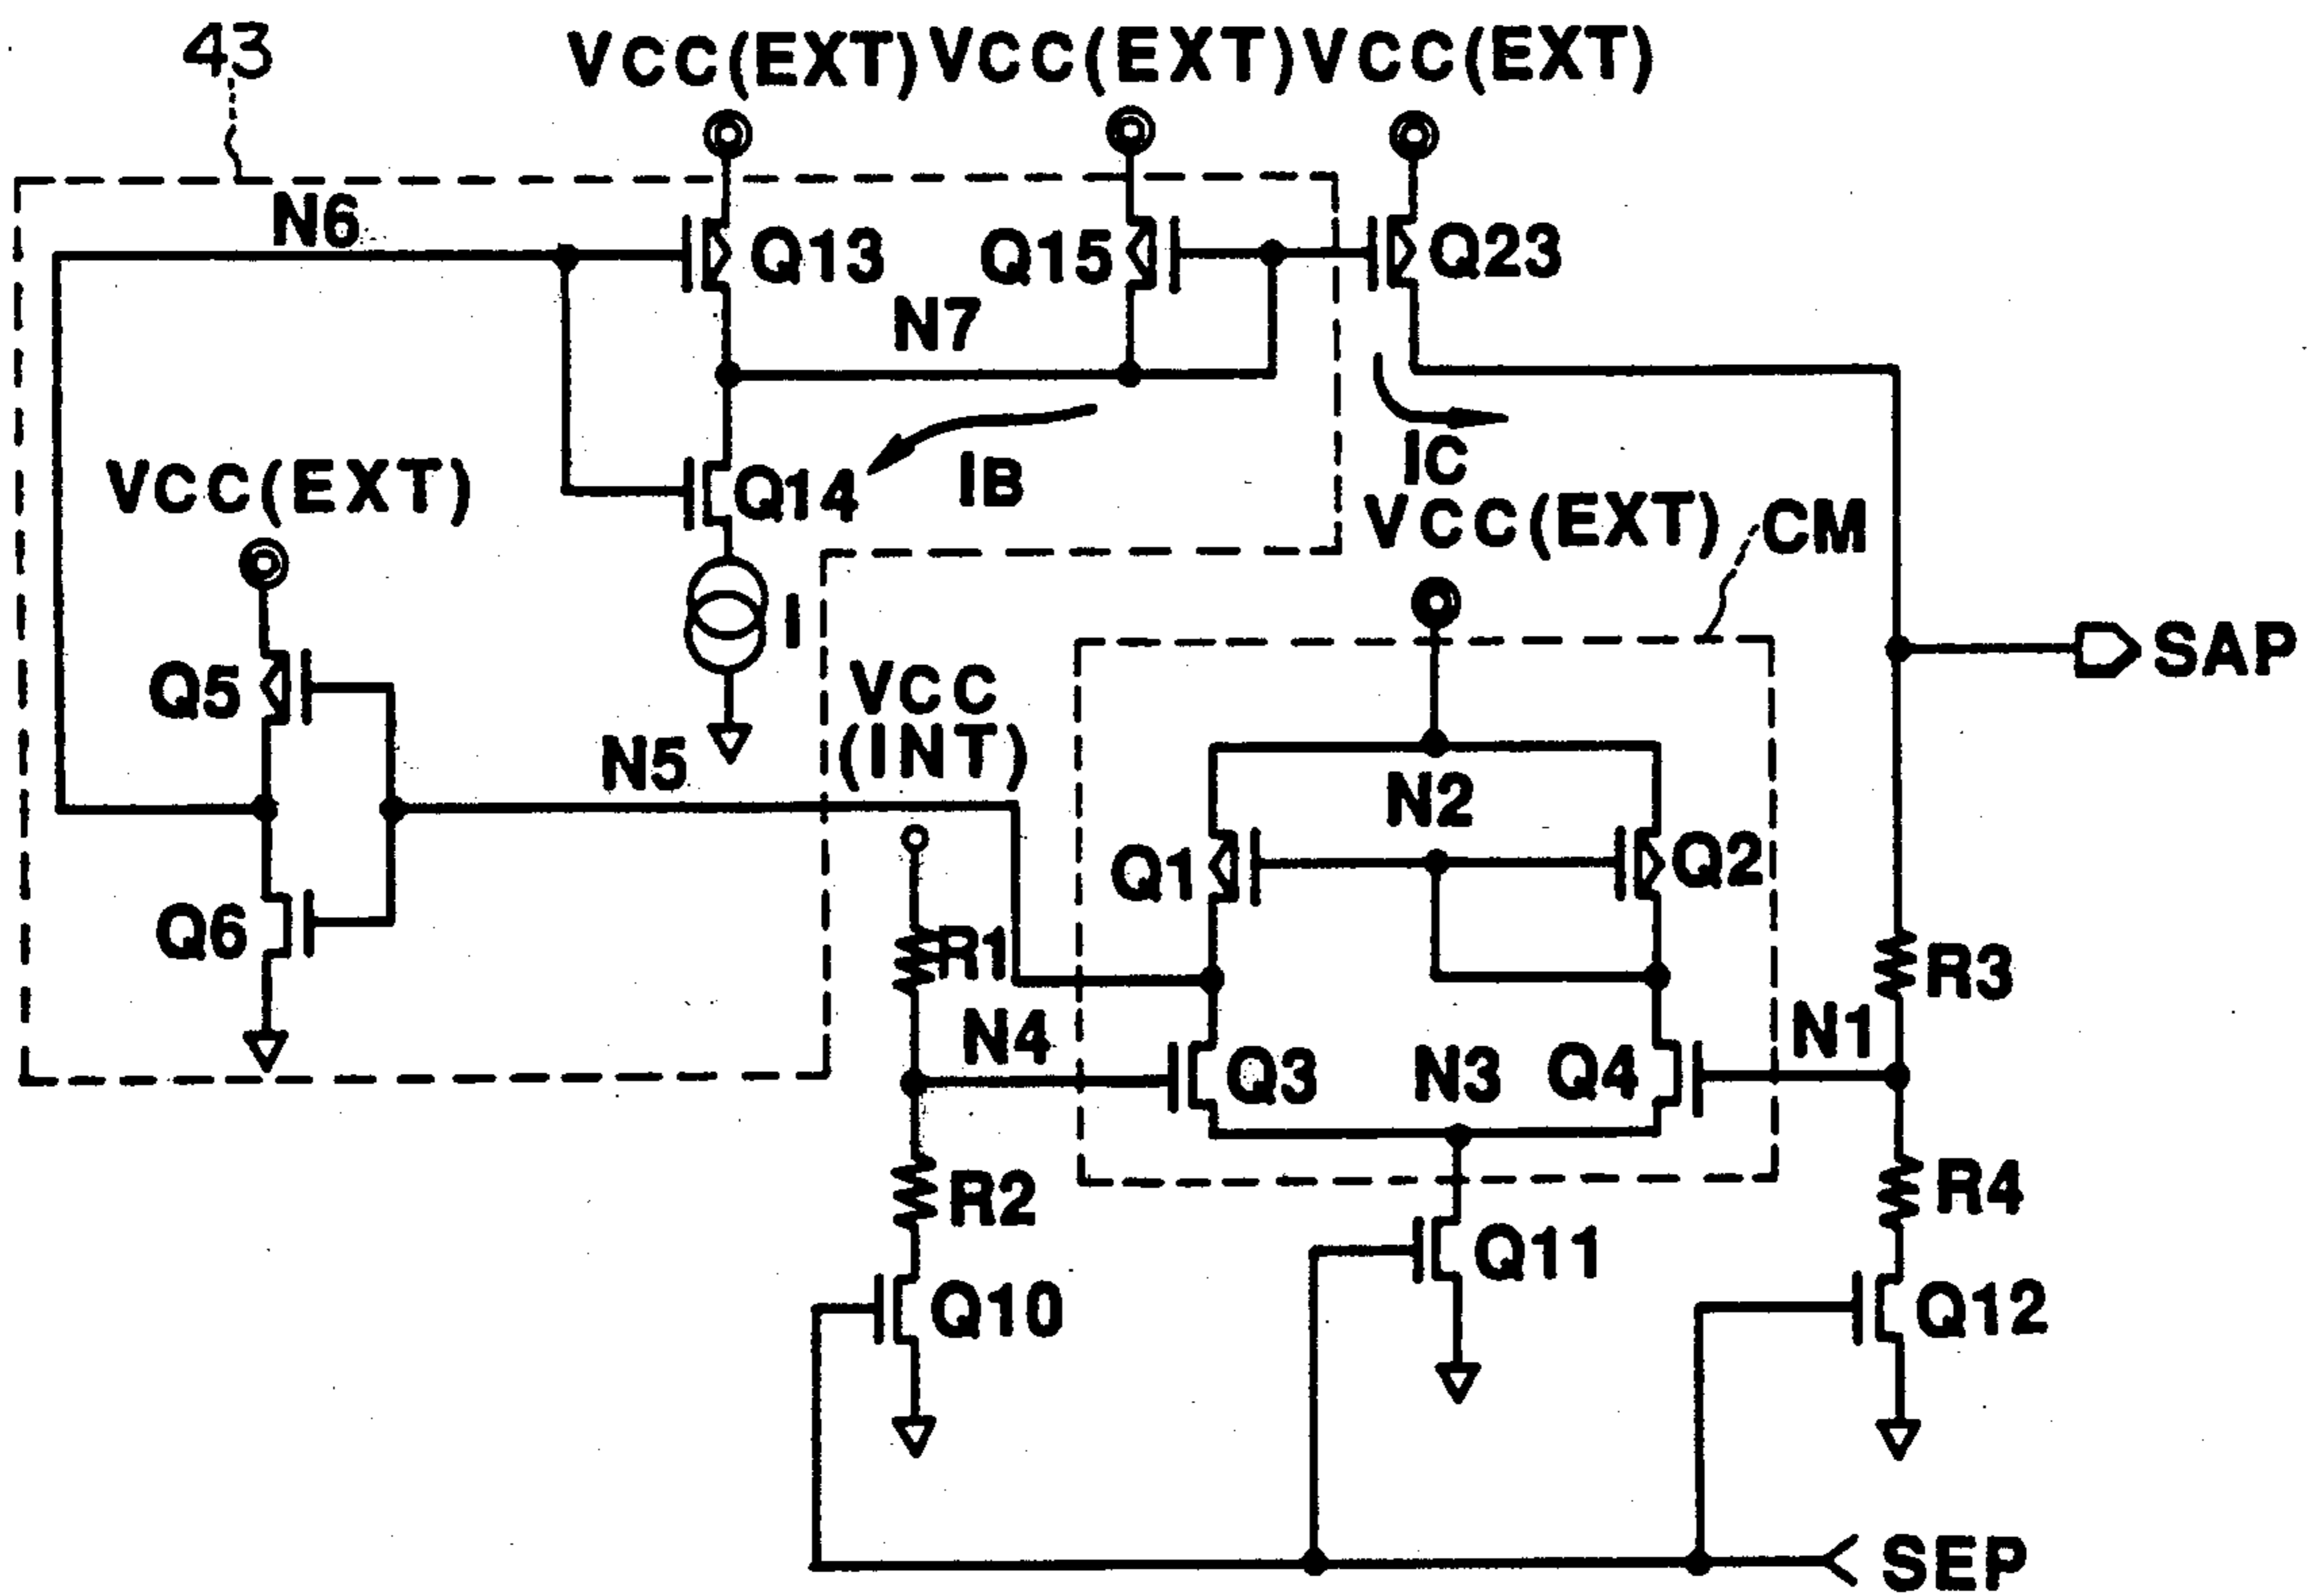 43
VCC(EXT) VCC(EXT) VCC(EXT)
N6
Q13
Q15
Q23
N7
IC
IB
VCC(EXT)
Q14
VCC(EXT)
CM
I
SAP
Q5
VCC
(INT)
N5
N2
Q1
Q2
Q6
R1
R3
N4
N1
Q3
N3
Q4
R2
R4
Q11
Q10
Q12
SEP